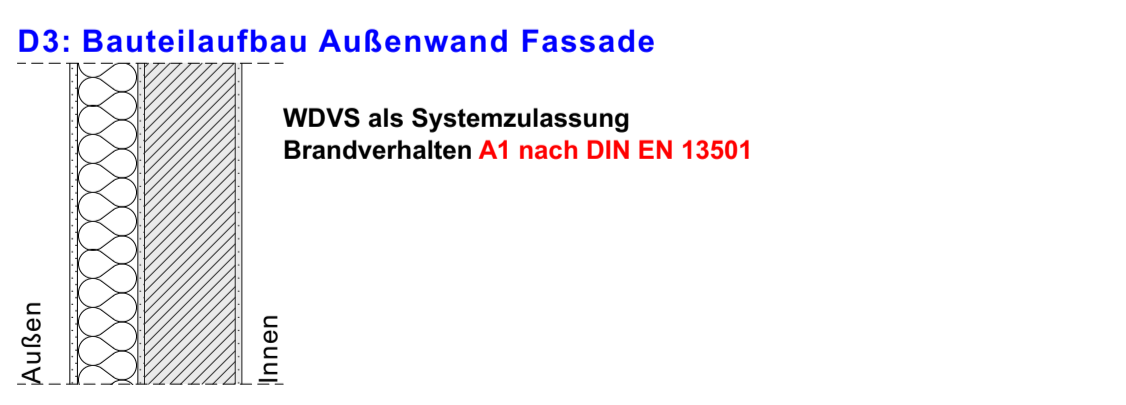 D3: Bauteilaufbau Außenwand Fassade
WDVS als Systemzulassung
Brandverhalten A1 nach DIN EN 13501
Außen
Innen